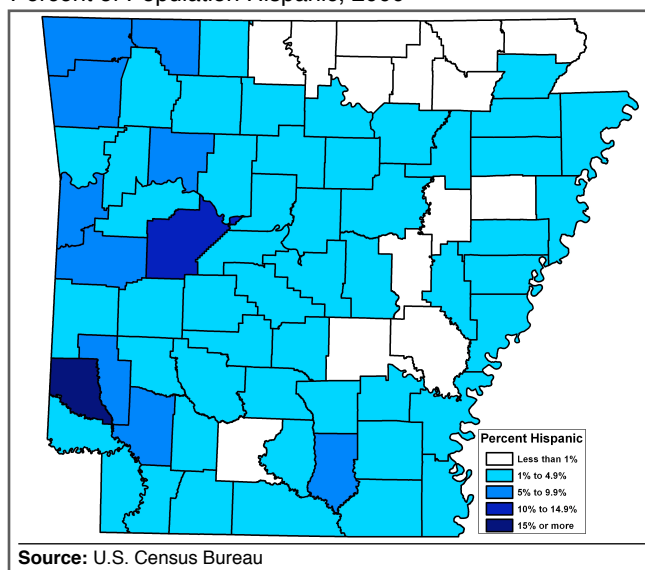 Percent Hispanic
Less than 1%
1% to 4.9%
5% to 9.9%
10% to 14.9%
15% or more
Source: U.S. Census Bureau